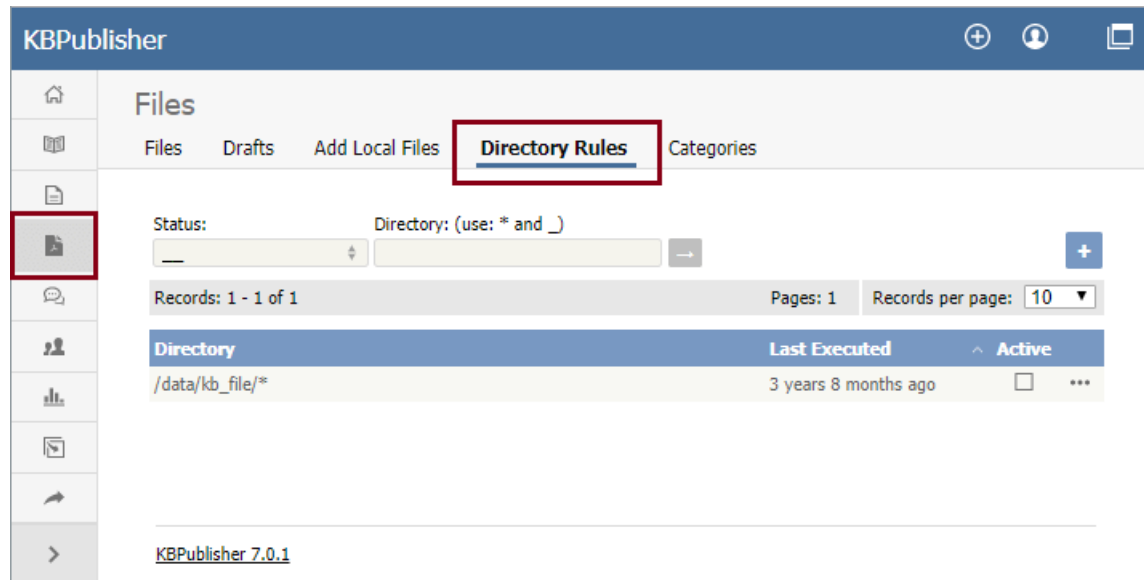 KBPublisher
Files
Files Drafts Add Local Files Directory Rules Categories
Status: Directory: (use: * and _)
__
→
+
Records: 1 - 1 of 1 Pages: 1 Records per page: 10
Directory Last Executed Active
/data/kb_file/* 3 years 8 months ago •••
KBPublisher 7.0.1